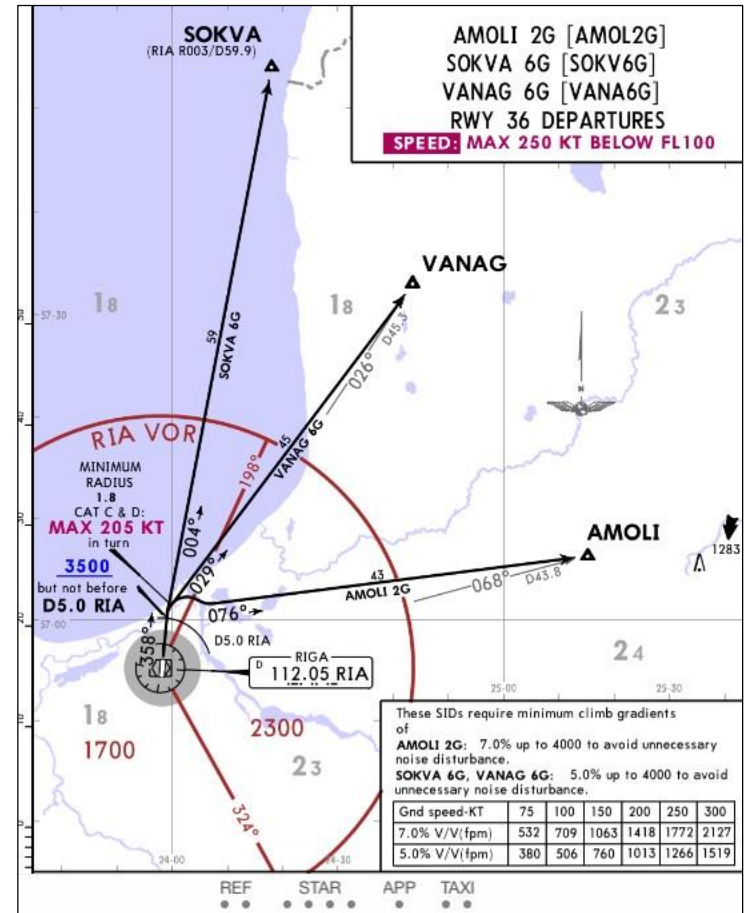 SOKVA
(RIA R003/D59.9)
AMOLI 2G [AMOL2G]
SOKVA 6G [SOKV6G]
VANAG 6G [VANA6G]
RWY 36 DEPARTURES
SPEED: MAX 250 KT BELOW FL100
VANAG
18
18
23
57-30
50
59
SOKVA 6G
D45.3
026°
N
40
RIA VOR
45
VANAG 6G
198°
MINIMUM
RADIUS
1.8
CAT C & D:
MAX 205 KT
in turn
3500
but not before
D5.0 RIA
30
004°
029°
AMOLI
1283
43
AMOLI 2G
068°
D43.8
076°
20
57-00
358°
D5.0 RIA
24
RIGA
D 112.05 RIA
25-00
25-30
18
1700
2300
23
10
324°
0
24-00
24-30
These SIDs require minimum climb gradients
of
AMOLI 2G: 7.0% up to 4000 to avoid unnecessary
noise disturbance.
SOKVA 6G, VANAG 6G: 5.0% up to 4000 to avoid
unnecessary noise disturbance.
Gnd speed-KT 75 100 150 200 250 300
7.0% V/V(fpm) 532 709 1063 1418 1772 2127
5.0% V/V(fpm) 380 506 760 1013 1266 1519
REF STAR APP TAXI